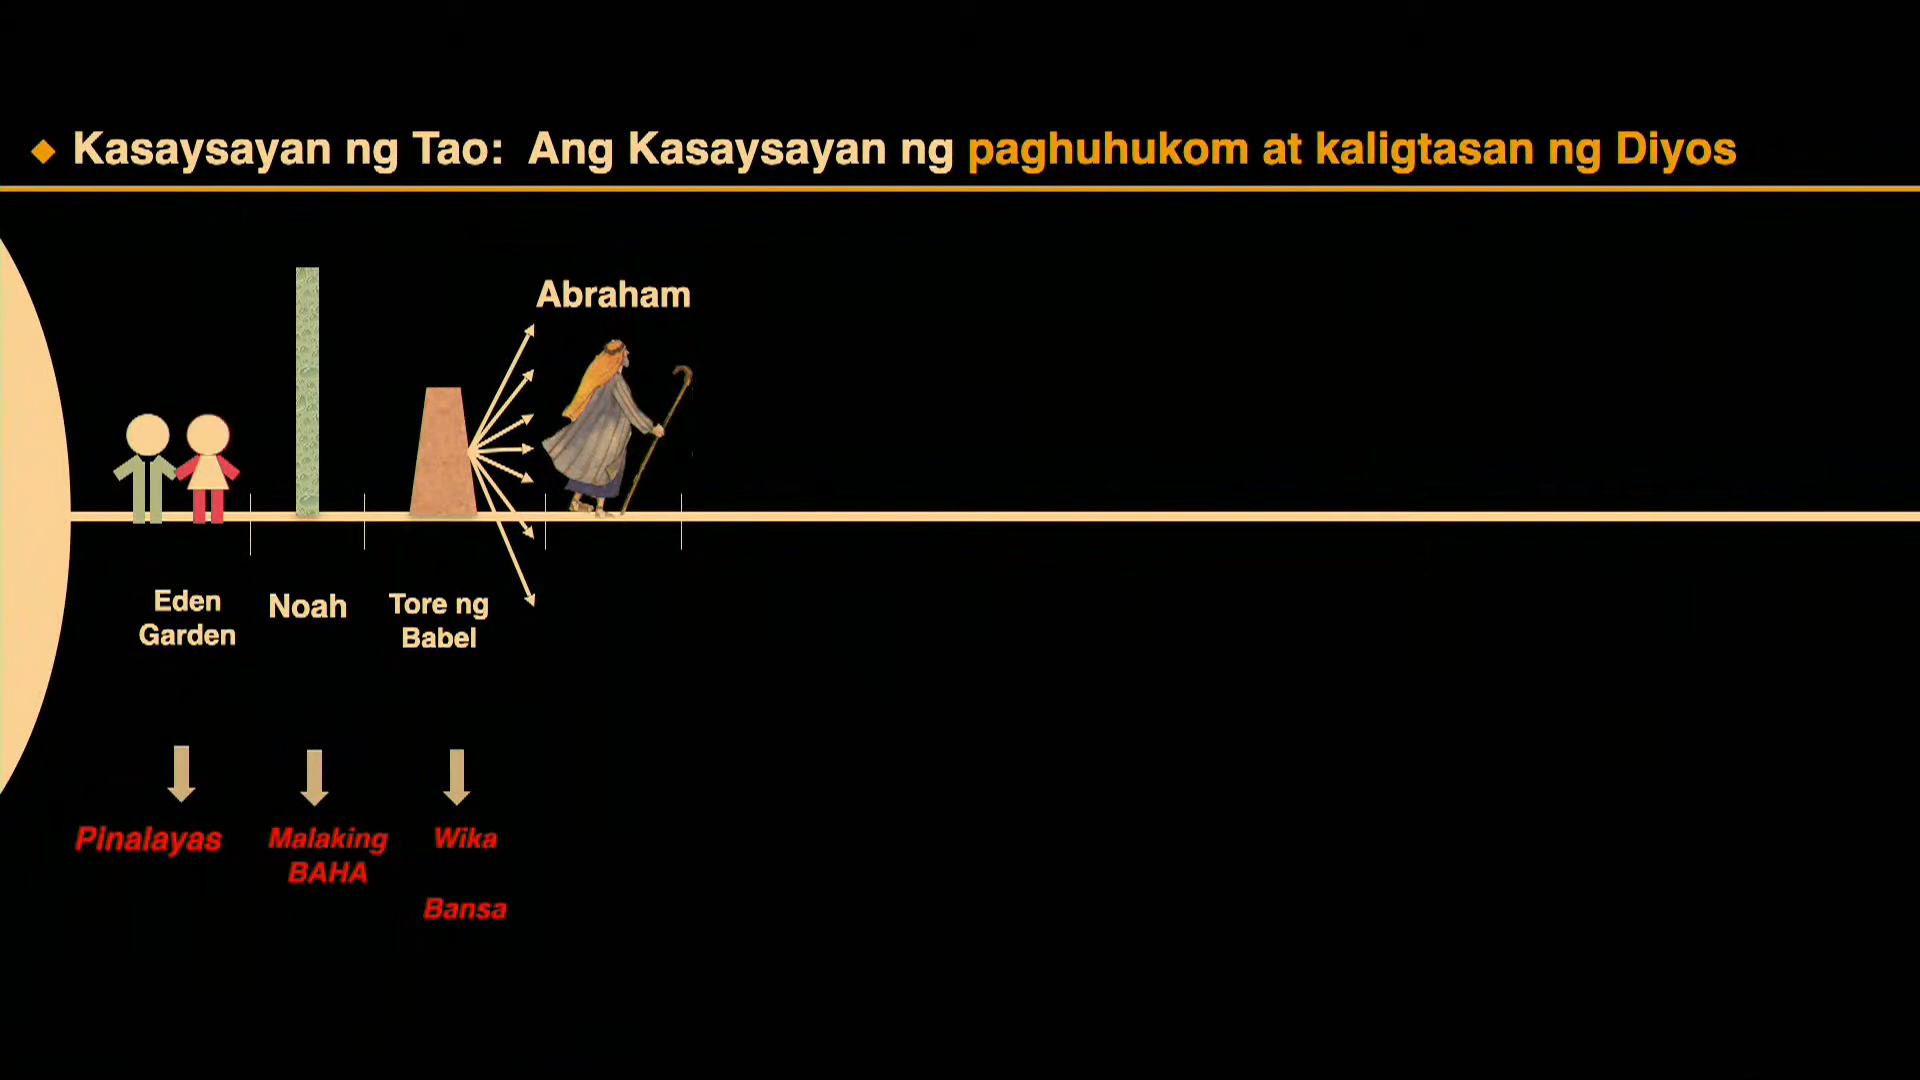 Kasaysayan ng Tao: Ang Kasaysayan ng paghuhukom at kaligtasan ng Diyos
Abraham
Eden
Garden
Noah
Tore ng
Babel
Pinalayas
Malaking
BAHA
Wika
Bansa